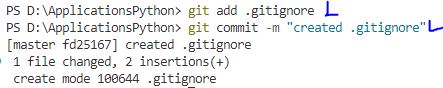 PS D:\ApplicationsPython> git add .gitignore
PS D:\ApplicationsPython> git commit -m "created .gitignore"
[master fd25167] created .gitignore
1 file changed, 2 insertions(+)
create mode 100644 .gitignore